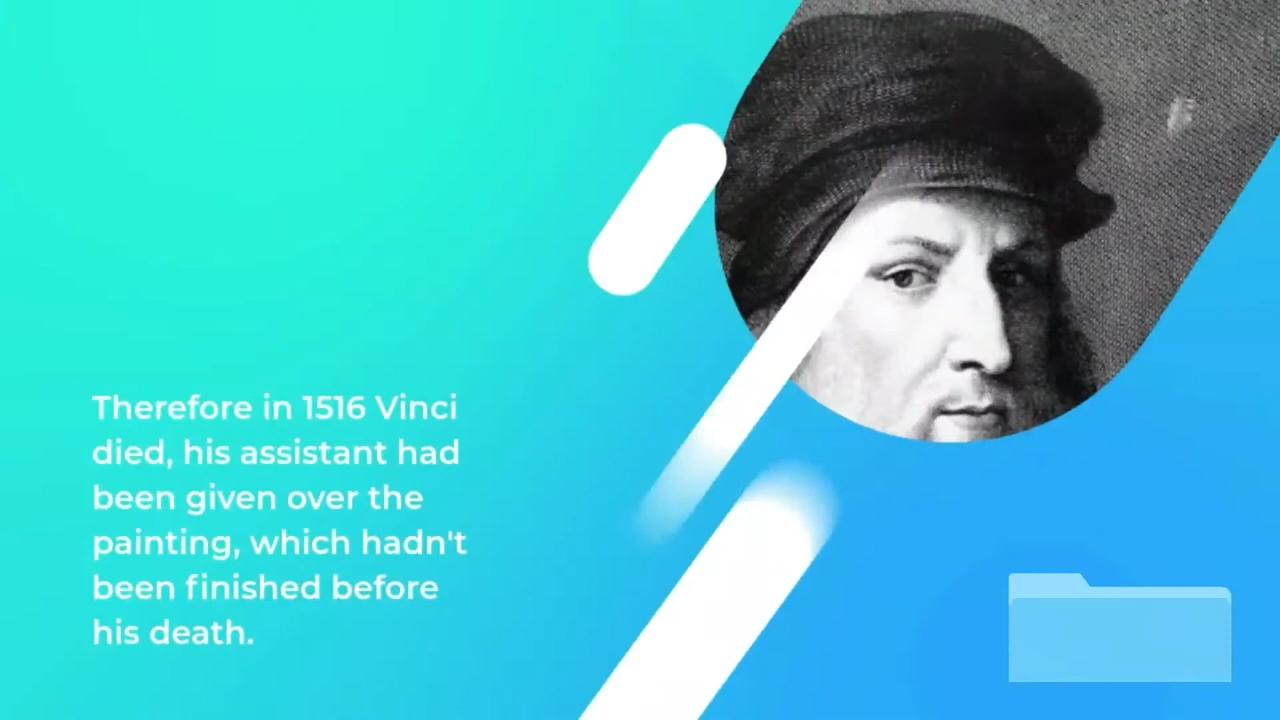 Therefore in 1516 Vinci
died, his assistant had
been given over the
painting, which hadn't
been finished before
his death.